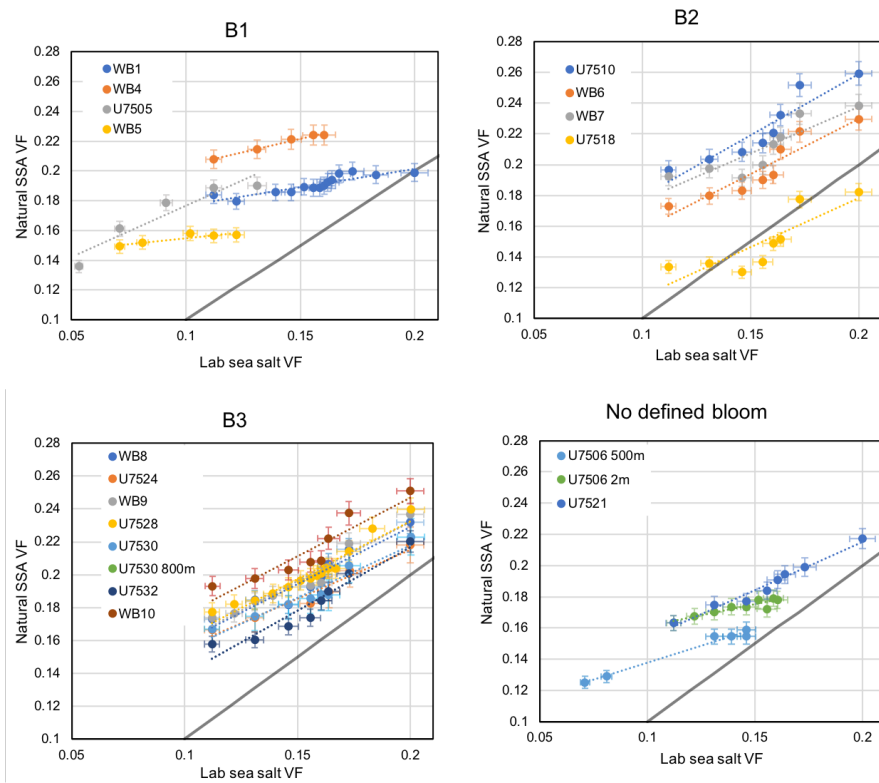 B1
0.28
0.26
0.24
0.22
0.2
0.18
0.16
0.14
0.12
0.1
Natural SSA VF
WB1
WB4
U7505
WB5
0.05
0.1
0.15
0.2
Lab sea salt VF
B2
0.28
0.26
0.24
0.22
0.2
0.18
0.16
0.14
0.12
0.1
Natural SSA VF
U7510
WB6
WB7
U7518
0.05
0.1
0.15
0.2
Lab sea salt VF
B3
0.28
0.26
0.24
0.22
0.2
0.18
0.16
0.14
0.12
0.1
Natural SSA VF
WB8
U7524
WB9
U7528
U7530
U7530 800m
U7532
WB10
0.1
0.15
0.2
Lab sea salt VF
No defined bloom
0.28
0.26
0.24
0.22
0.2
0.18
0.16
0.14
0.12
0.1
Natural SSA VF
U7506 500m
U7506 2m
U7521
0.05
0.1
0.15
0.2
Lab sea salt VF